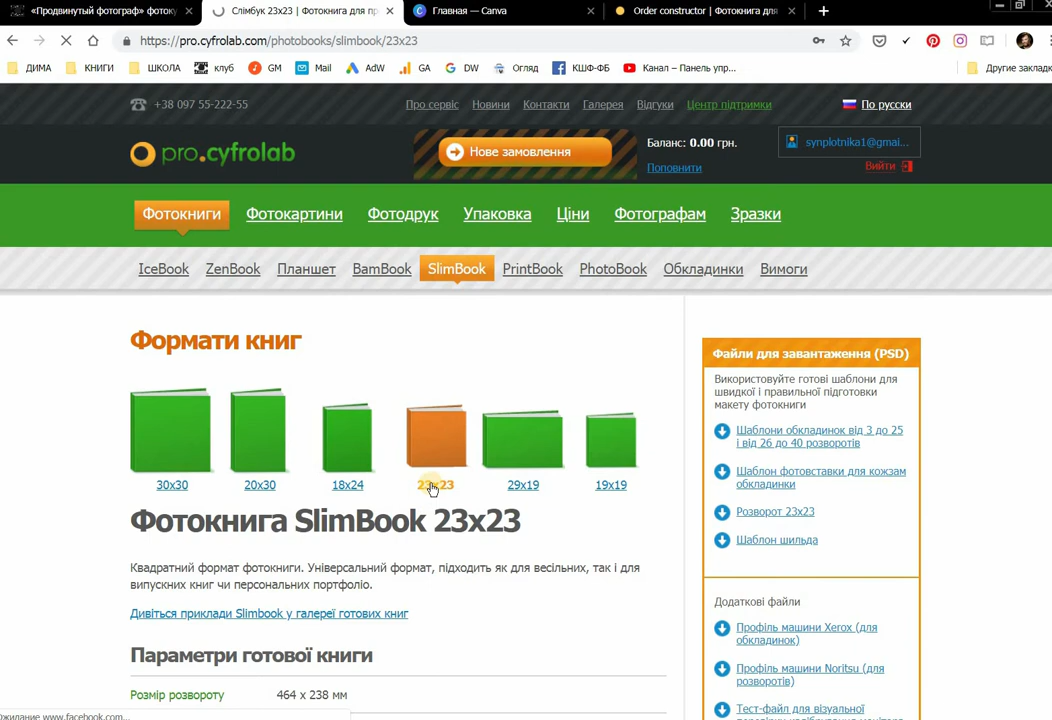 «Продвинутый фотограф» фоток
Слімбук 23x23 | Фотокнига для пр
Главная — Canva
Order constructor | Фотокнига для
https://pro.cyfrolab.com/photobooks/slimbook/23x23
ДИМА
КНИГИ
ШКОЛА
клуб
GM
Mail
AdW
GA
DW
Огляд
КШФ-ФБ
Канал – Панель упр...
Другие заклад
+38 097 55-222-55
Про сервіс
Новини
Контакти
Галерея
Відгуки
Центр підтримки
По русски
pro.cyfrolab
Нове замовлення
Баланс: 0.00 грн.
Поповнити
synplotnika1@gmai...
Вийти
Фотокниги
Фотокартини
Фотодрук
Упаковка
Ціни
Фотографам
Зразки
IceBook
ZenBook
Планшет
BamBook
SlimBook
PrintBook
PhotoBook
Обкладинки
Вимоги
Формати книг
30x30
20x30
18x24
23x23
29x19
19x19
Фотокнига SlimBook 23x23
Квадратний формат фотокниги. Універсальний формат, підходить як для весільних, так і для
випускних книг чи персональних портфоліо.
Дивіться приклади Slimbook у галереї готових книг
Параметри готової книги
Розмір розвороту
464 x 238 мм
Файли для завантаження (PSD)
Використовуйте готові шаблони для
швидкої і правильної підготовки
макету фотокниги
Шаблони обкладинок від 3 до 25
і від 26 до 40 розворотів
Шаблон фотовставки для кожзам
обкладинки
Розворот 23x23
Шаблон шильда
Додаткові файли
Профіль машини Xerox (для
обкладинок)
Профіль машини Noritsu (для
розворотів)
Тест-файл для візуальної
Ожидание www.facebook.com...